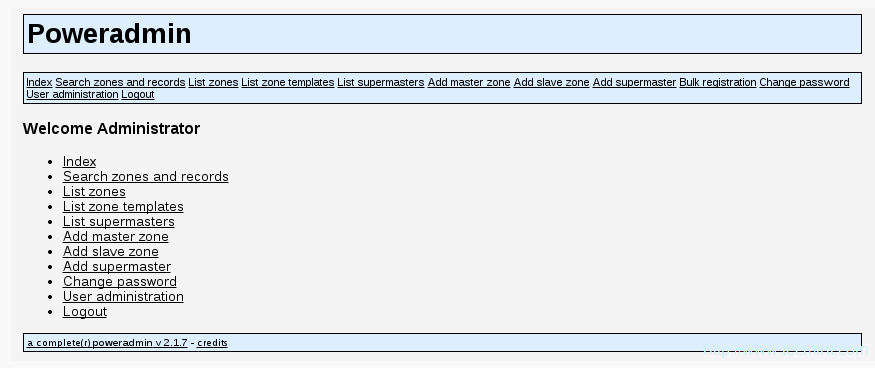 Poweradmin
Index Search zones and records List zones List zone templates List supermasters Add master zone Add slave zone Add supermaster Bulk registration Change password
User administration Logout
Welcome Administrator
Index
Search zones and records
List zones
List zone templates
List supermasters
Add master zone
Add slave zone
Add supermaster
Change password
User administration
Logout
a complete(r) poweradmin v 2.1.7 - credits